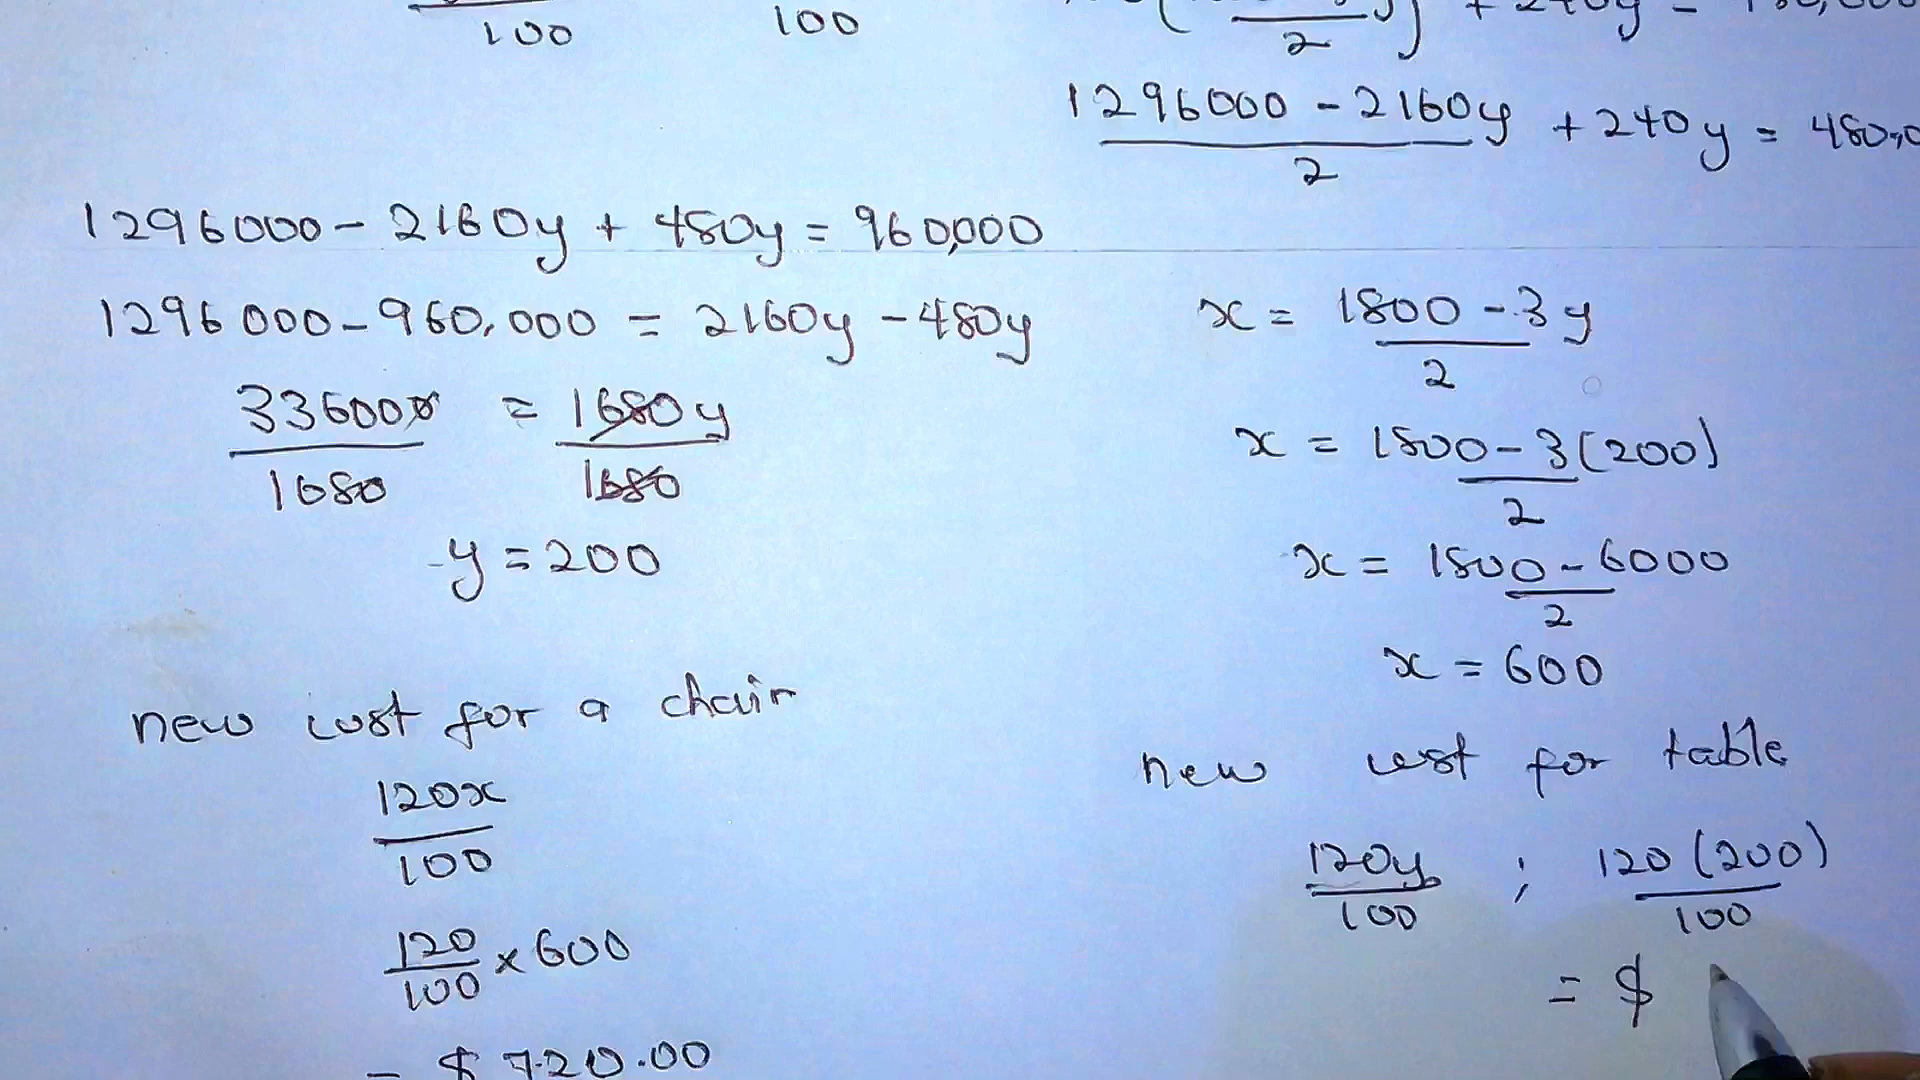 100 100
2 ) + 240y =
1296000 - 2160y / 2 + 240y = 480,0
1296000 - 2160y + 480y = 960,000
1296000 - 960,000 = 2160y - 480y
336000 / 1680 = 1680y / 1680
y = 200
new cost for a chair
120x / 100
120 / 100 × 600
= $ 720.00
x = 1800 - 3y / 2
x = 1800 - 3(200) / 2
x = 1800 - 6000 / 2
x = 600
new cost for table
120y / 100 ; 120 (200) / 100
= $